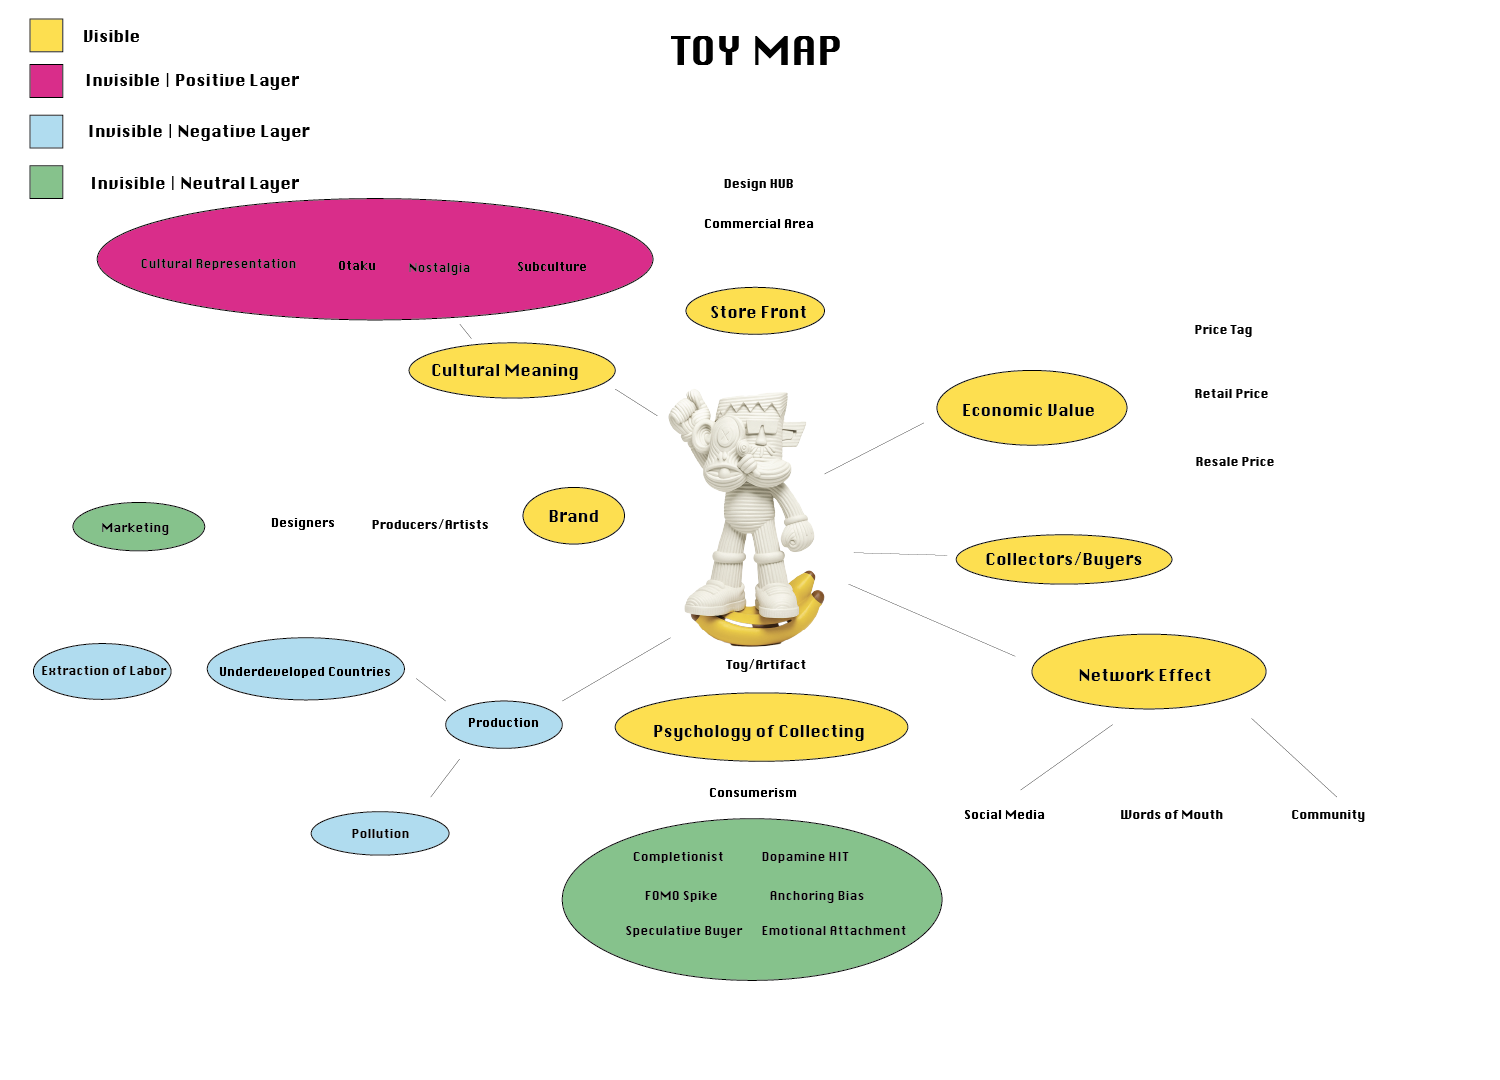 TOY MAP
Visible
Invisible | Positive Layer
Invisible | Negative Layer
Invisible | Neutral Layer
Design HUB
Commercial Area
Cultural Representation
Otaku
Nostalgia
Subculture
Store Front
Price Tag
Cultural Meaning
Retail Price
Economic Value
Resale Price
Marketing
Designers
Producers/Artists
Brand
Collectors/Buyers
Extraction of Labor
Underdeveloped Countries
Toy/Artifact
Network Effect
Production
Psychology of Collecting
Consumerism
Social Media
Words of Mouth
Community
Pollution
Completionist
Dopamine HIT
FOMO Spike
Anchoring Bias
Speculative Buyer
Emotional Attachment